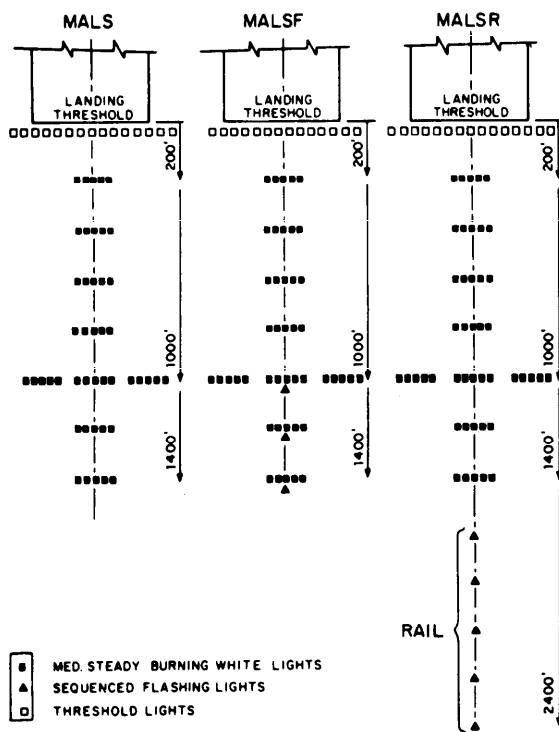 MALS
MALSF
MALSR
LANDING
THRESHOLD
LANDING
THRESHOLD
LANDING
THRESHOLD
200'
200'
200'
1000'
1000'
1000'
1400'
1400'
1400'
RAIL
2400'
MED. STEADY BURNING WHITE LIGHTS
SEQUENCED FLASHING LIGHTS
THRESHOLD LIGHTS